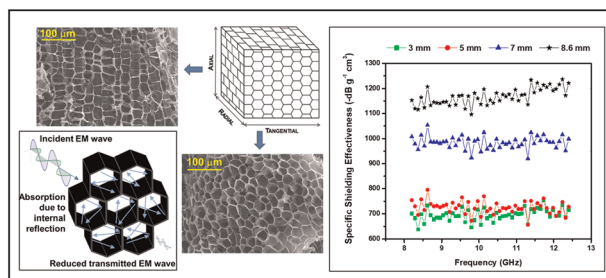 100 μm
AXIAL
RADIAL
TANGENTIAL
100 μm
Incident EM wave
Absorption
due to
internal
reflection
Reduced transmitted EM wave
3 mm 5 mm 7 mm 8.6 mm
Specific Shielding Effectiveness (-dB g⁻¹ cm³)
1300
1200
1100
1000
900
800
700
600
8 9 10 11 12 13
Frequency (GHz)